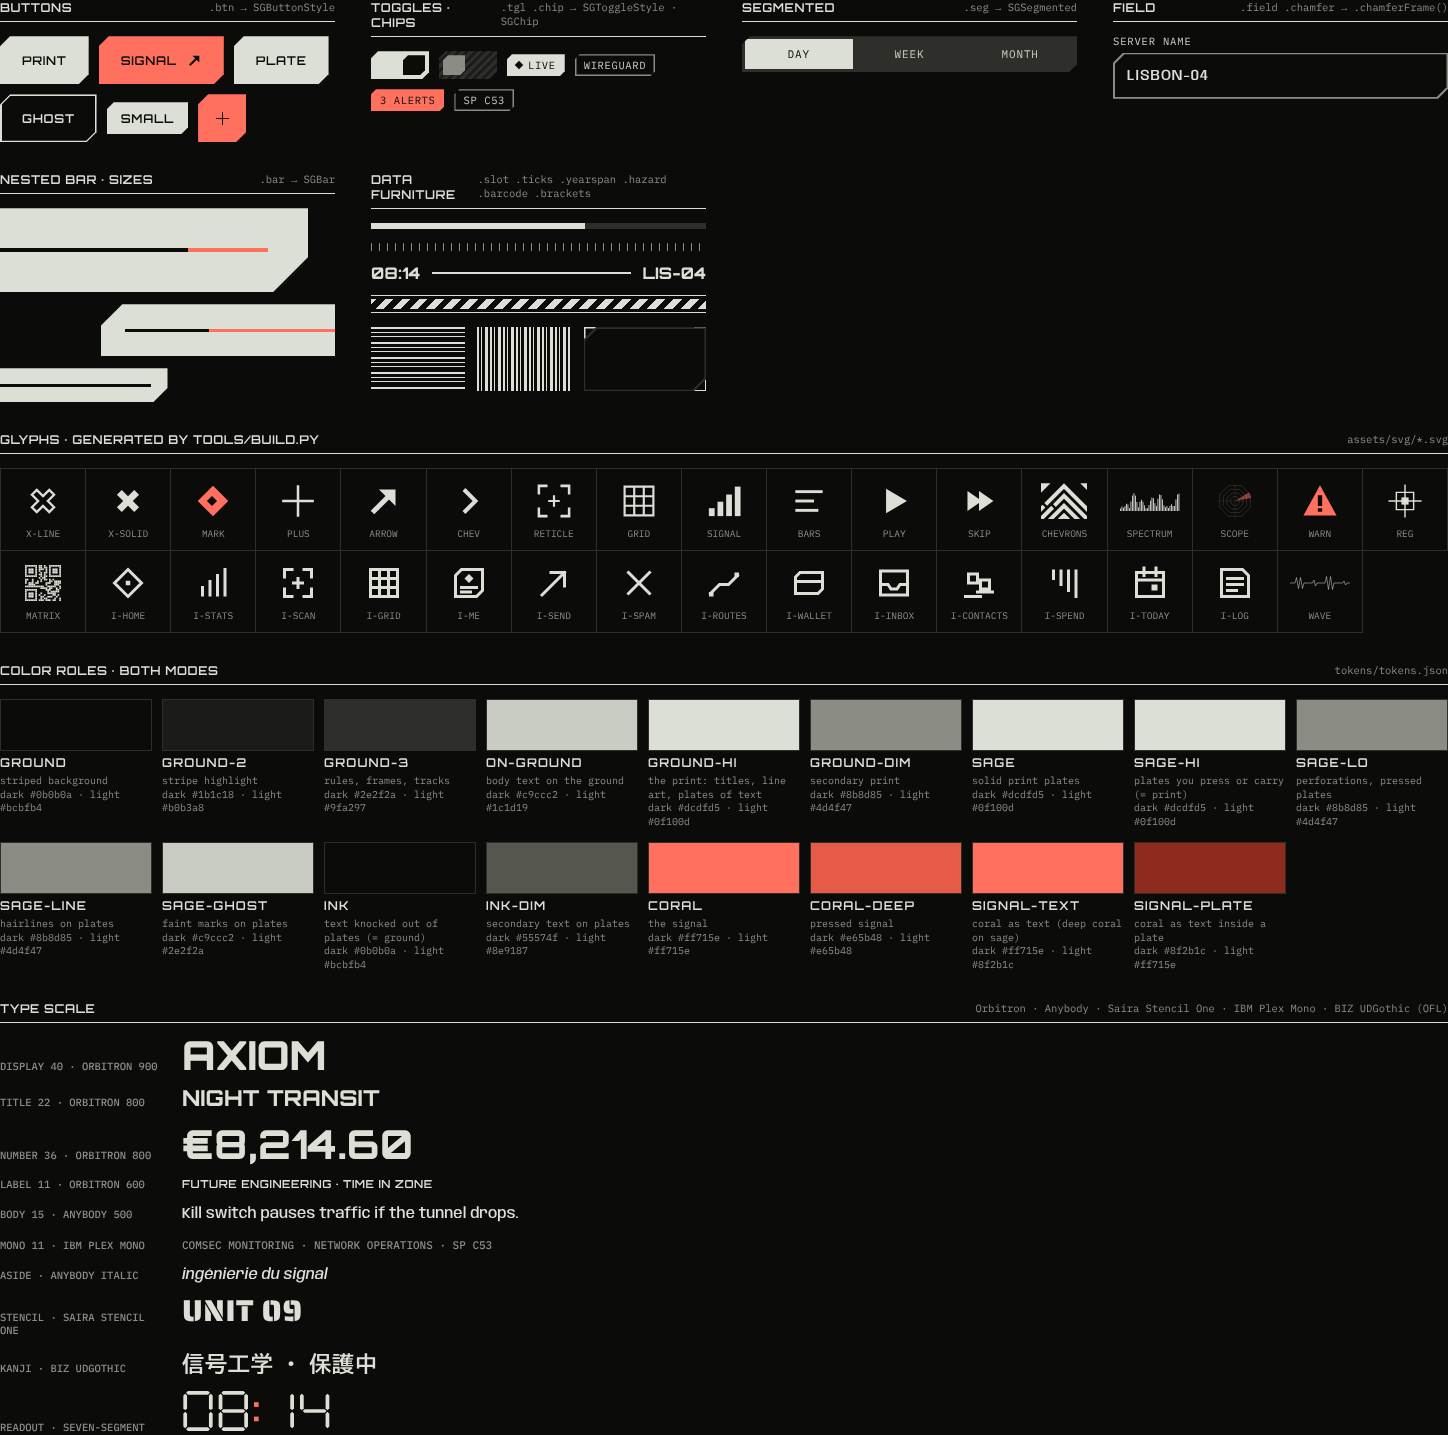 BUTTONS
.btn → SGButtonStyle
PRINT
SIGNAL ↗
PLATE
GHOST
SMALL
+
TOGGLES ·
CHIPS
.tgl .chip → SGToggleStyle ·
SGChip
◆ LIVE
WIREGUARD
3 ALERTS
SP C53
SEGMENTED
.seg → SGSegmented
DAY
WEEK
MONTH
FIELD
.field .chamfer → .chamferFrame()
SERVER NAME
LISBON-04
NESTED BAR · SIZES
.bar → SGBar
DATA
FURNITURE
.slot .ticks .yearspan .hazard
.barcode .brackets
08:14
LIS-04
GLYPHS · GENERATED BY TOOLS/BUILD.PY
assets/svg/*.svg
X-LINE
X-SOLID
MARK
PLUS
ARROW
CHEV
RETICLE
GRID
SIGNAL
BARS
PLAY
SKIP
CHEVRONS
SPECTRUM
SCOPE
WARN
REG
MATRIX
I-HOME
I-STATS
I-SCAN
I-GRID
I-ME
I-SEND
I-SPAM
I-ROUTES
I-WALLET
I-INBOX
I-CONTACTS
I-SPEND
I-TODAY
I-LOG
WAVE
COLOR ROLES · BOTH MODES
tokens/tokens.json
GROUND
striped background
dark #0b0b0a · light
#bcbfb4
GROUND-2
stripe highlight
dark #1b1c18 · light
#b0b3a8
GROUND-3
rules, frames, tracks
dark #2e2f2a · light
#9fa297
ON-GROUND
body text on the ground
dark #c9ccc2 · light
#1c1d19
GROUND-HI
the print: titles, line
art, plates of text
dark #dcdfd5 · light
#0f100d
GROUND-DIM
secondary print
dark #8b8d85 · light
#4d4f47
SAGE
solid print plates
dark #dcdfd5 · light
#0f100d
SAGE-HI
plates you press or carry
(= print)
dark #dcdfd5 · light
#0f100d
SAGE-LO
perforations, pressed
plates
dark #8b8d85 · light
#4d4f47
SAGE-LINE
hairlines on plates
dark #8b8d85 · light
#4d4f47
SAGE-GHOST
faint marks on plates
dark #c9ccc2 · light
#2e2f2a
INK
text knocked out of
plates (= ground)
dark #0b0b0a · light
#bcbfb4
INK-DIM
secondary text on plates
dark #55574f · light
#8e9187
CORAL
the signal
dark #ff715e · light
#ff715e
CORAL-DEEP
pressed signal
dark #e65b48 · light
#e65b48
SIGNAL-TEXT
coral as text (deep coral
on sage)
dark #ff715e · light
#8f2b1c
SIGNAL-PLATE
coral as text inside a
plate
dark #8f2b1c · light
#ff715e
TYPE SCALE
Orbitron · Anybody · Saira Stencil One · IBM Plex Mono · BIZ UDGothic (OFL)
DISPLAY 40 · ORBITRON 900
AXIOM
TITLE 22 · ORBITRON 800
NIGHT TRANSIT
NUMBER 36 · ORBITRON 800
€8,214.60
LABEL 11 · ORBITRON 600
FUTURE ENGINEERING · TIME IN ZONE
BODY 15 · ANYBODY 500
Kill switch pauses traffic if the tunnel drops.
MONO 11 · IBM PLEX MONO
COMSEC MONITORING · NETWORK OPERATIONS · SP C53
ASIDE · ANYBODY ITALIC
ingénierie du signal
STENCIL · SAIRA STENCIL
ONE
UNIT 09
KANJI · BIZ UDGOTHIC
信号工学 ・ 保護中
READOUT · SEVEN-SEGMENT
08:14